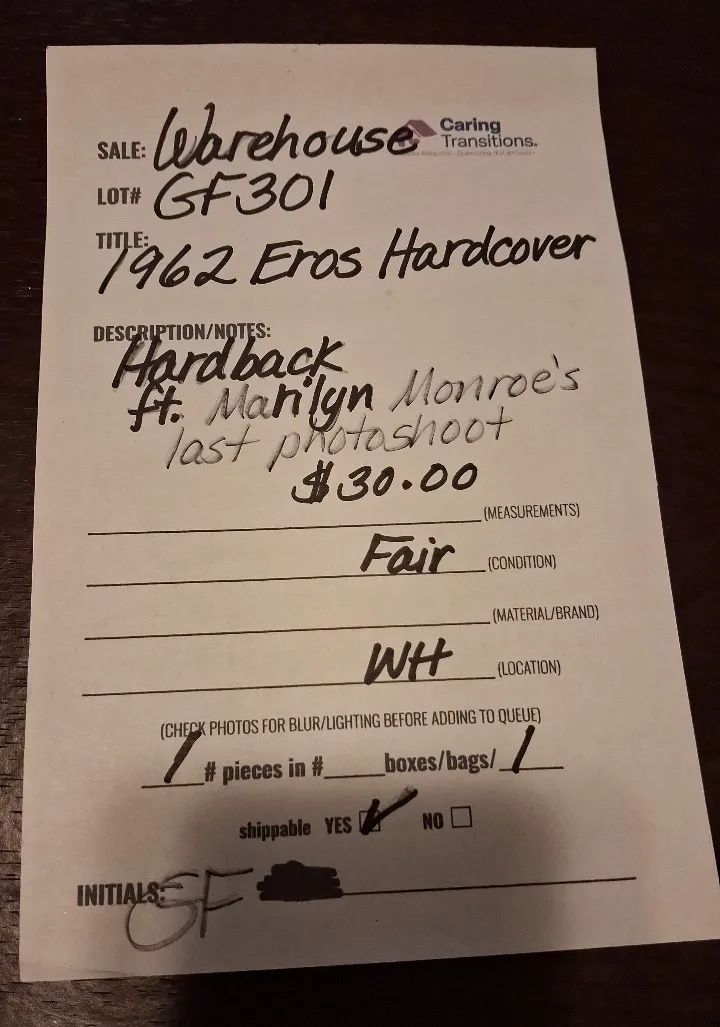 Caring
Transitions.
SALE: Warehouse
LOT# GF301
TITLE: 1962 Eros Hardcover
DESCRIPTION/NOTES:
Hardback
ft. Marilyn Monroe's
last photoshoot
$30.00
(MEASUREMENTS)
Fair (CONDITION)
(MATERIAL/BRAND)
WH (LOCATION)
(CHECK PHOTOS FOR BLUR/LIGHTING BEFORE ADDING TO QUEUE)
1 # pieces in # boxes/bags/ 1
shippable YES NO
INITIALS: GF